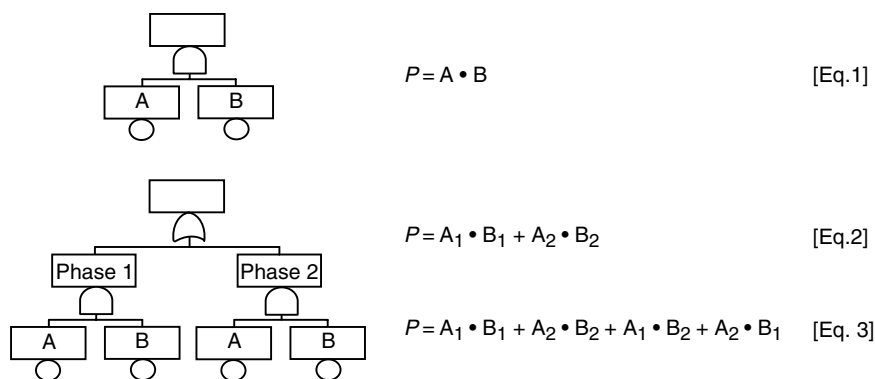 P = A • B [Eq.1]
A B
P = A₁ • B₁ + A₂ • B₂ [Eq.2]
Phase 1 Phase 2
P = A₁ • B₁ + A₂ • B₂ + A₁ • B₂ + A₂ • B₁ [Eq. 3]
A B A B